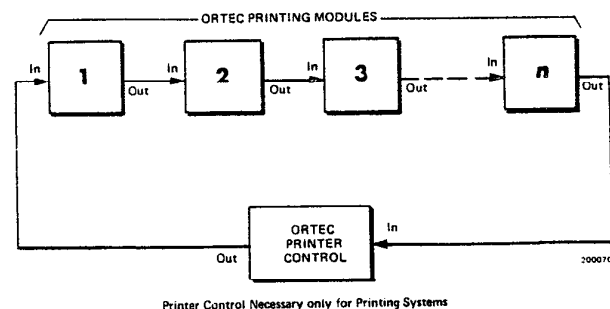 ORTEC PRINTING MODULES
In 1 Out In 2 Out In 3 Out In n Out
ORTEC
PRINTER
CONTROL
Out In
200070
Printer Control Necessary only for Printing Systems